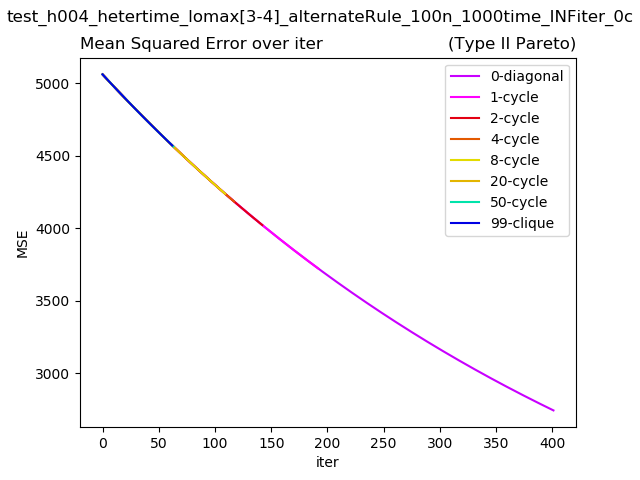 test_h004_hetertime_lomax[3-4]_alternateRule_100n_1000time_INFiter_0c
Mean Squared Error over iter (Type II Pareto)
0-diagonal
1-cycle
2-cycle
4-cycle
8-cycle
20-cycle
50-cycle
99-clique
5000
4500
4000
3500
3000
MSE
0 50 100 150 200 250 300 350 400
iter